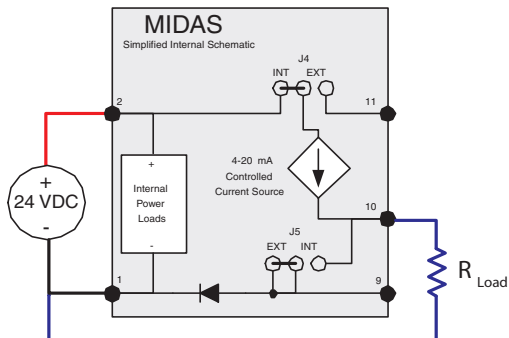 MIDAS
Simplified Internal Schematic
J4
INT EXT
2
11
+
24 VDC
-
+
Internal
Power
Loads
-
4-20 mA
Controlled
Current Source
10
J5
EXT INT
1
9
R Load